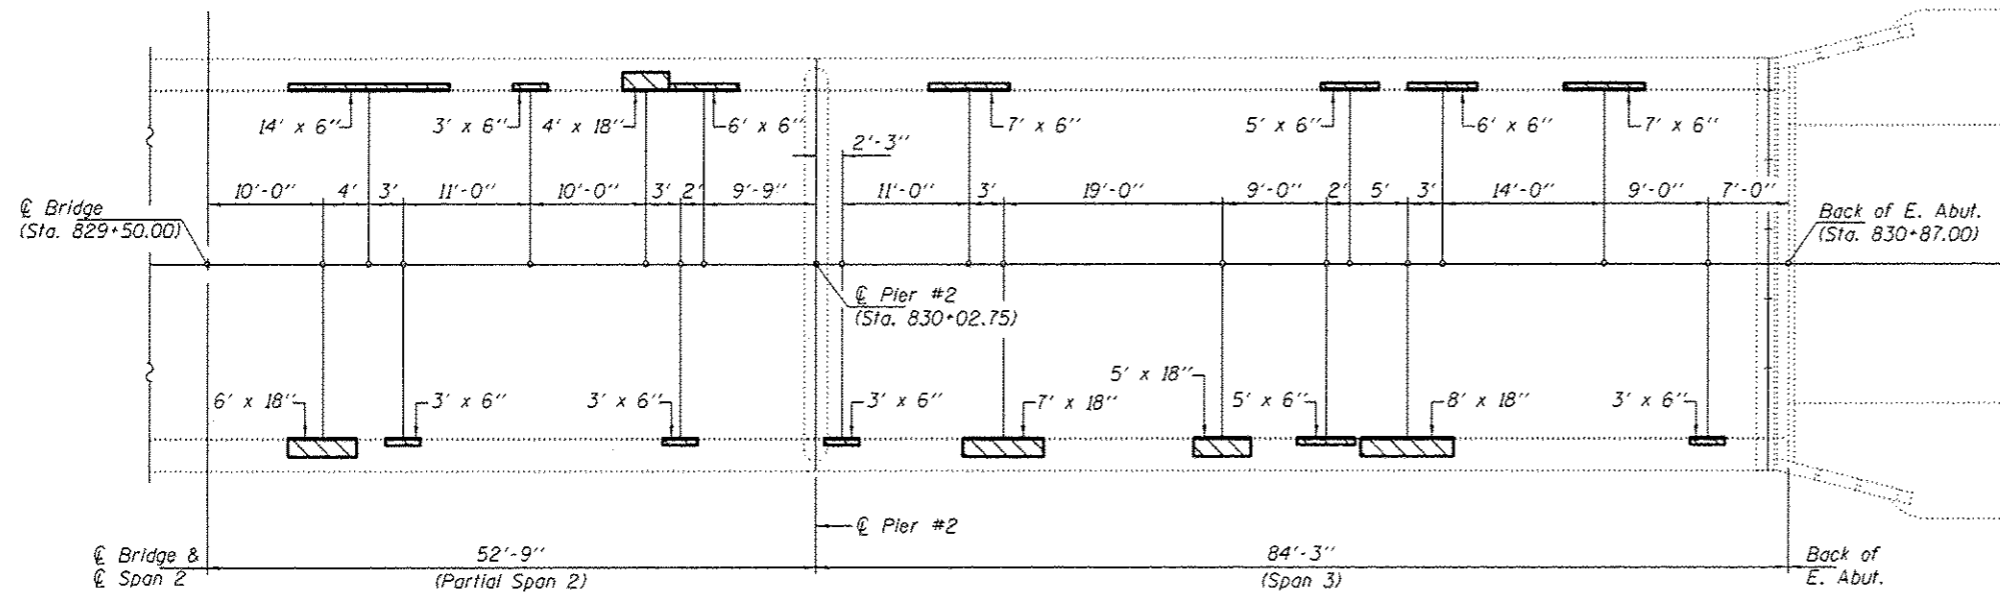 14' x 6"
3' x 6"
4' x 18"
6' x 6"
7' x 6"
5' x 6"
6' x 6"
7' x 6"
2'-3"
10'-0"
4'
3'
11'-0"
10'-0"
3'
2'
9'-9"
11'-0"
3'
19'-0"
9'-0"
2'
5'
3'
14'-0"
9'-0"
7'-0"
℄ Bridge
(Sta. 829+50.00)
Back of E. Abut.
(Sta. 830+87.00)
℄ Pier #2
(Sta. 830+02.75)
6' x 18"
3' x 6"
3' x 6"
3' x 6"
7' x 18"
5' x 18"
5' x 6"
8' x 18"
3' x 6"
℄ Pier #2
℄ Bridge &
℄ Span 2
52'-9"
(Partial Span 2)
84'-3"
(Span 3)
Back of
E. Abut.